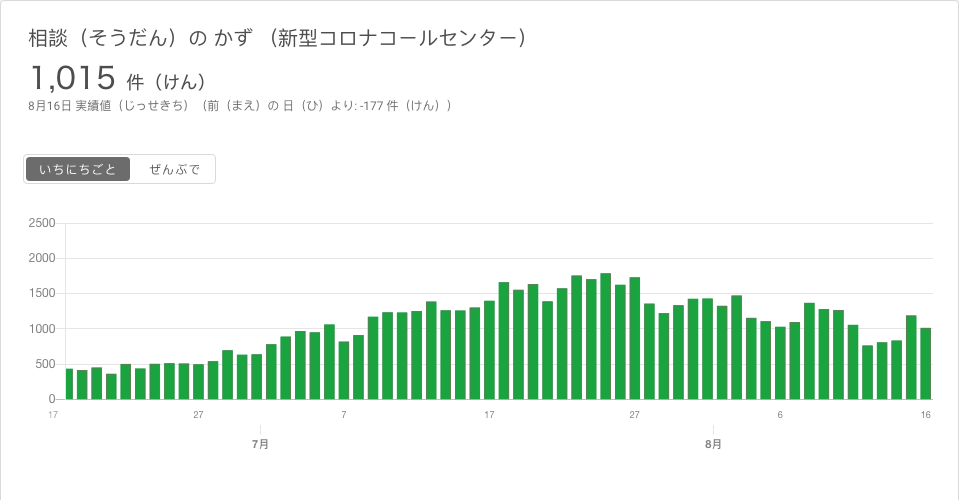 相談（そうだん）の かず （新型コロナコールセンター）
1,015 件（けん）
8月16日 実績値（じっせきち）（前（まえ）の 日（ひ）より: -177 件（けん））
いちにちごと ぜんぶで
2500
2000
1500
1000
500
0
17 27 7 17 27 6 16
7月 8月